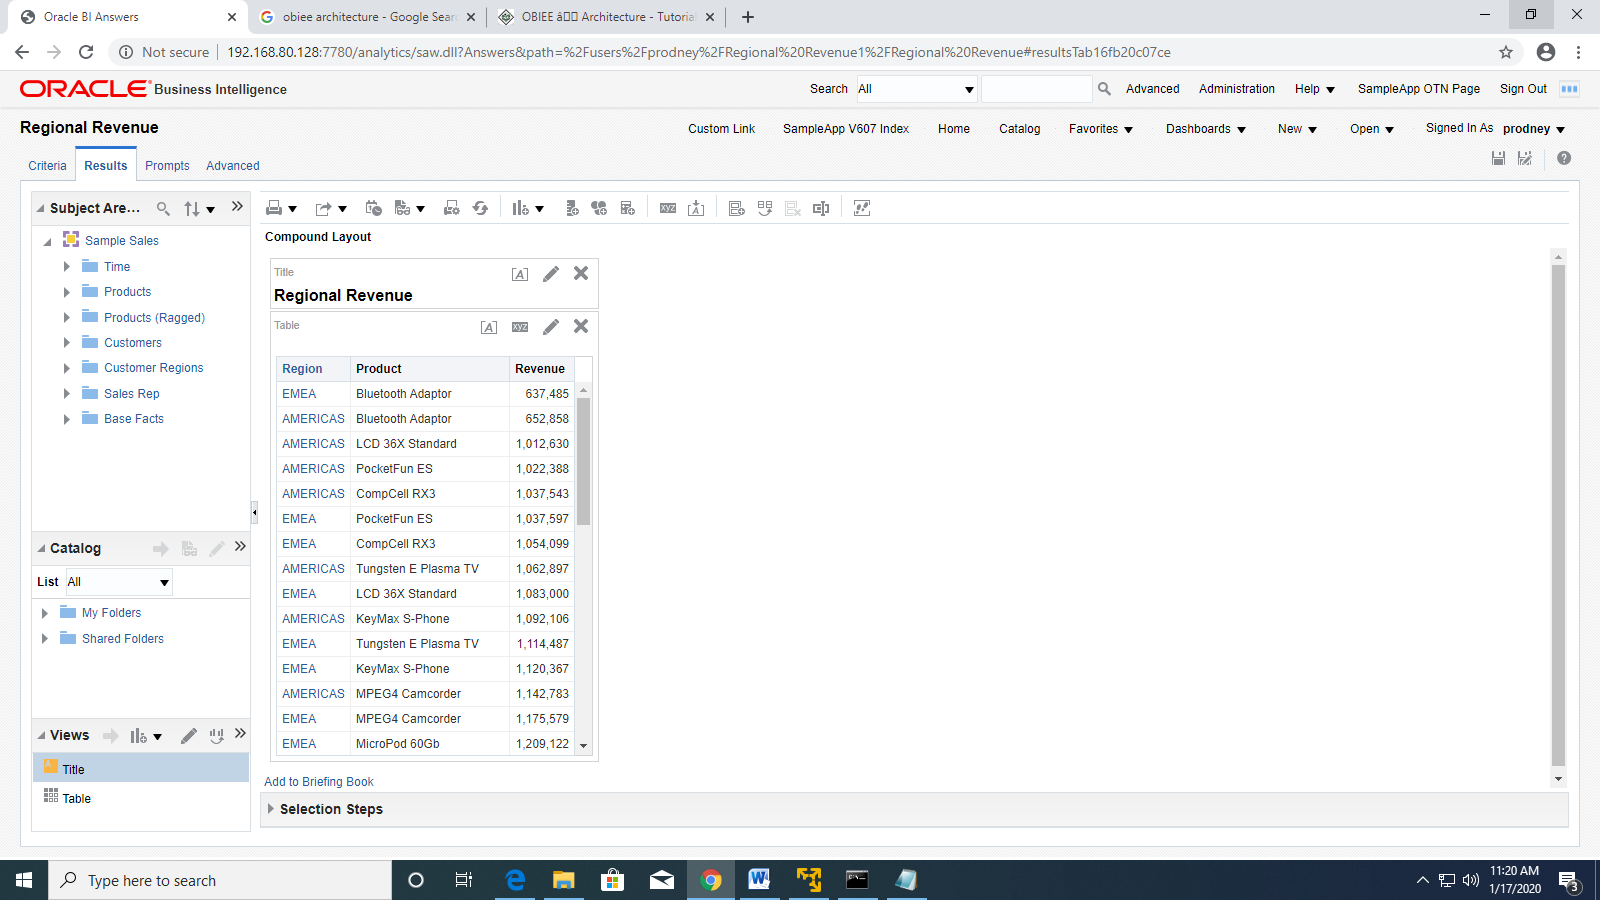 Oracle BI Answers
obiee architecture - Google Sear
OBIEE â Architecture - Tutorial
Not secure
192.168.80.128:7780/analytics/saw.dll?Answers&path=%2Fusers%2Fprodney%2FRegional%20Revenue1%2FRegional%20Revenue#resultsTab16fb20c07ce
ORACLE Business Intelligence
Search All Advanced Administration Help SampleApp OTN Page Sign Out
Regional Revenue
Custom Link SampleApp V607 Index Home Catalog Favorites Dashboards New Open Signed In As prodney
Criteria Results Prompts Advanced
Subject Are...
Sample Sales
Time
Products
Products (Ragged)
Customers
Customer Regions
Sales Rep
Base Facts
Catalog
List All
My Folders
Shared Folders
Views
Title
Table
xyz
Compound Layout
Title
A
Regional Revenue
Table
A xyz
Region Product Revenue
EMEA Bluetooth Adaptor 637,485
AMERICAS Bluetooth Adaptor 652,858
AMERICAS LCD 36X Standard 1,012,630
AMERICAS PocketFun ES 1,022,388
AMERICAS CompCell RX3 1,037,543
EMEA PocketFun ES 1,037,597
EMEA CompCell RX3 1,054,099
AMERICAS Tungsten E Plasma TV 1,062,897
EMEA LCD 36X Standard 1,083,000
AMERICAS KeyMax S-Phone 1,092,106
EMEA Tungsten E Plasma TV 1,114,487
EMEA KeyMax S-Phone 1,120,367
AMERICAS MPEG4 Camcorder 1,142,783
EMEA MPEG4 Camcorder 1,175,579
EMEA MicroPod 60Gb 1,209,122
Add to Briefing Book
Selection Steps
Type here to search
11:20 AM
1/17/2020
3